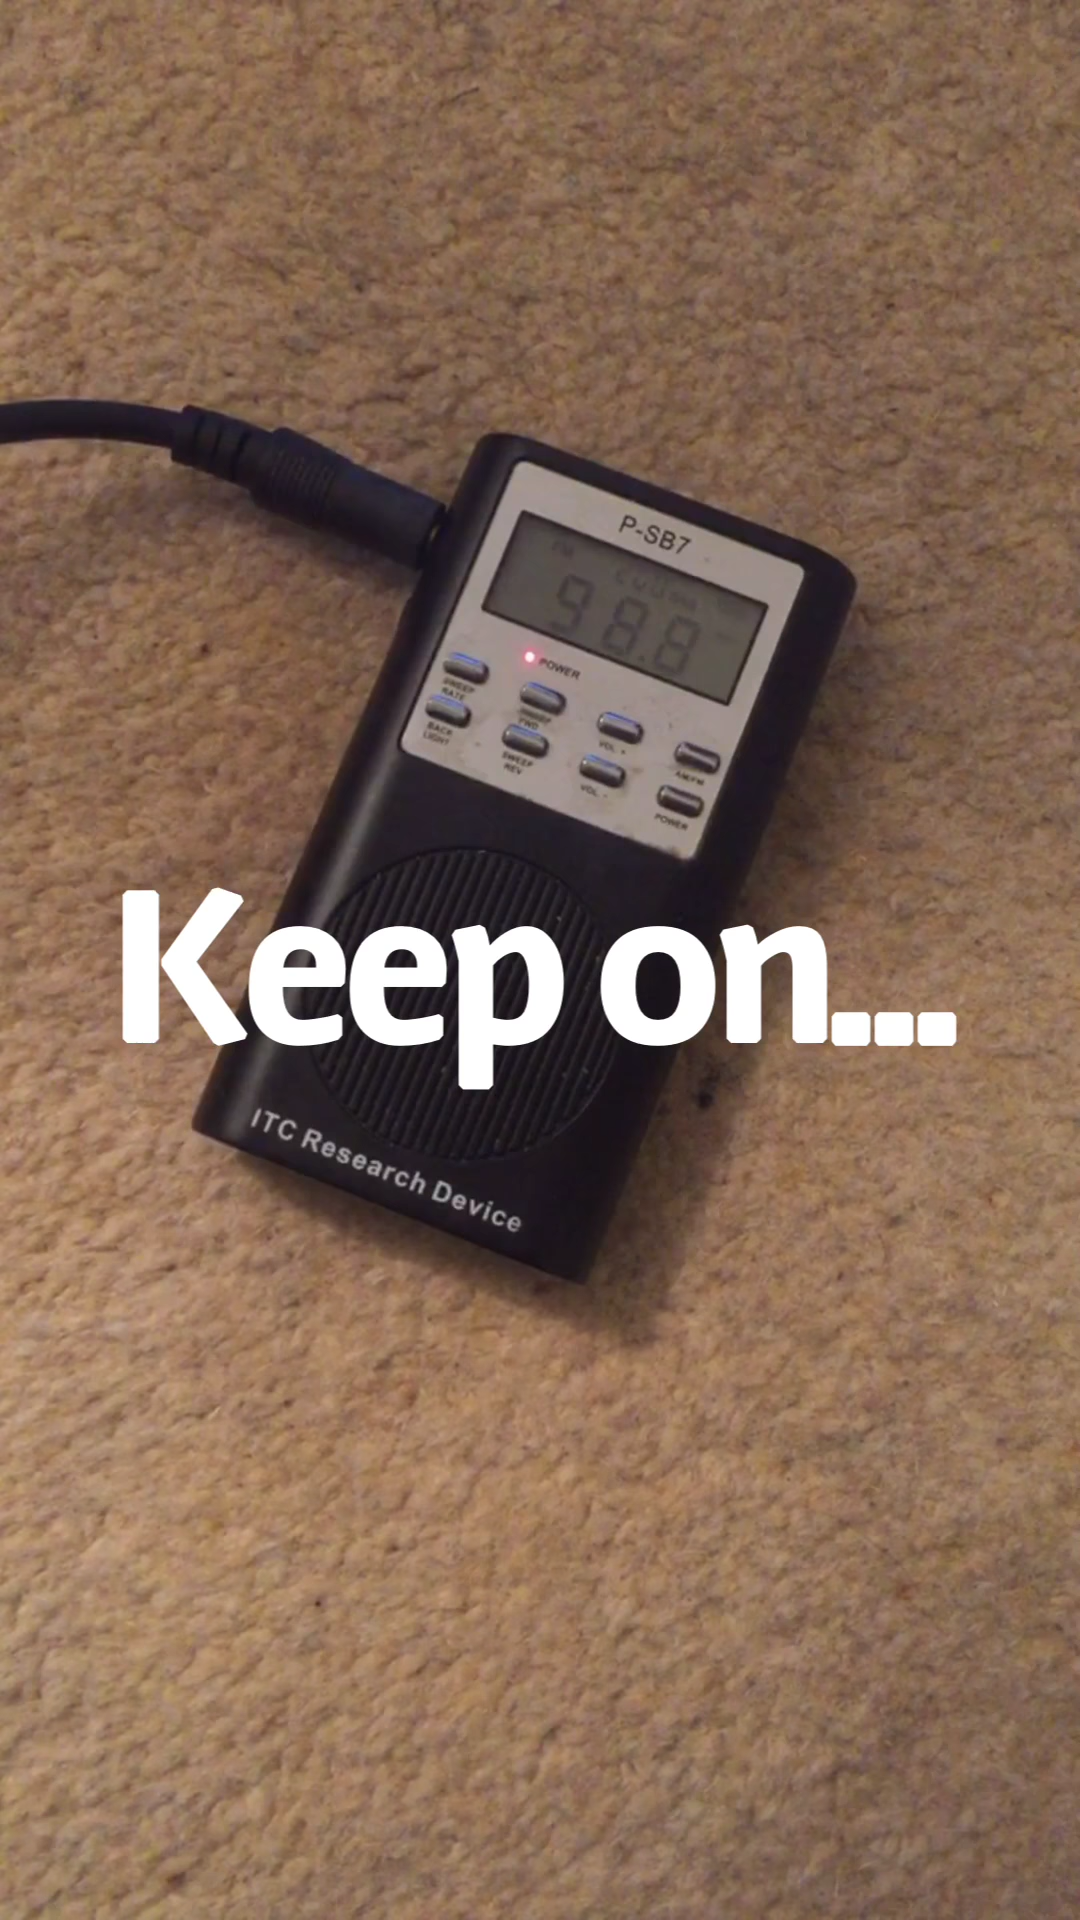 P-SB7
FM
98.8
POWER
SWEEP RATE
SWEEP FWD
VOL +
AM/FM
BACK LIGHT
SWEEP REV
VOL -
POWER
Keep on...
ITC Research Device